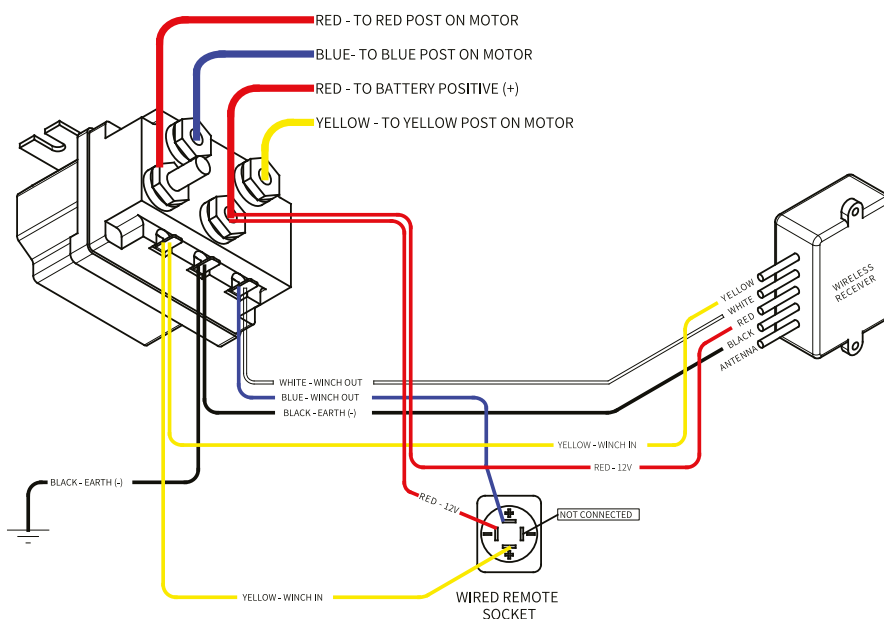 RED - TO RED POST ON MOTOR
BLUE- TO BLUE POST ON MOTOR
RED - TO BATTERY POSITIVE (+)
YELLOW - TO YELLOW POST ON MOTOR
YELLOW
WHITE
RED
BLACK
ANTENNA
WIRELESS
RECEIVER
WHITE - WINCH OUT
BLUE - WINCH OUT
BLACK - EARTH (-)
YELLOW - WINCH IN
RED - 12V
BLACK - EARTH (-)
RED - 12V
NOT CONNECTED
YELLOW - WINCH IN
WIRED REMOTE
SOCKET